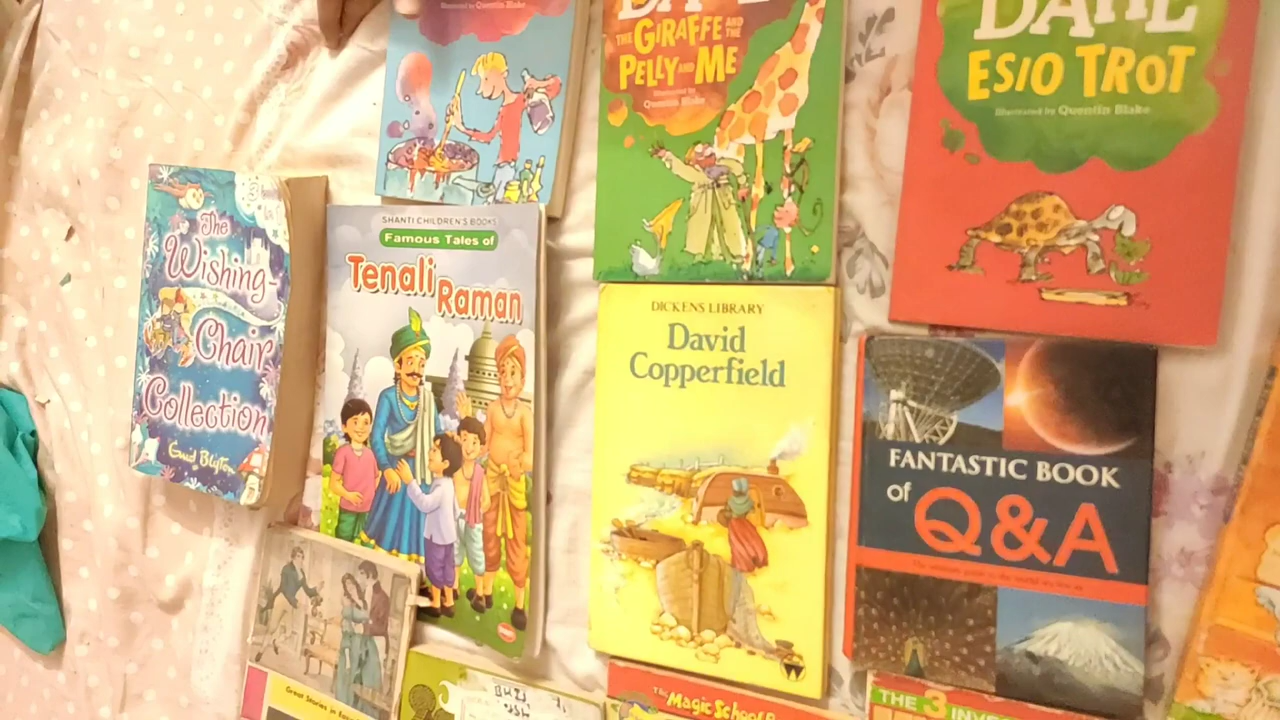 Illustrated by Quentin Blake
DAHL
THE GIRAFFE AND THE
PELLY AND ME
Illustrated by
Quentin Blake
DAHL
ESIO TROT
Illustrated by Quentin Blake
The
Wishing-
Chair
Collection
Enid Blyton
SHANTI CHILDREN'S BOOKS
Famous Tales of
Tenali
Raman
DICKENS LIBRARY
David
Copperfield
FANTASTIC BOOK
of Q&A
Great Stories in
The Magic School
THE 3 INVES